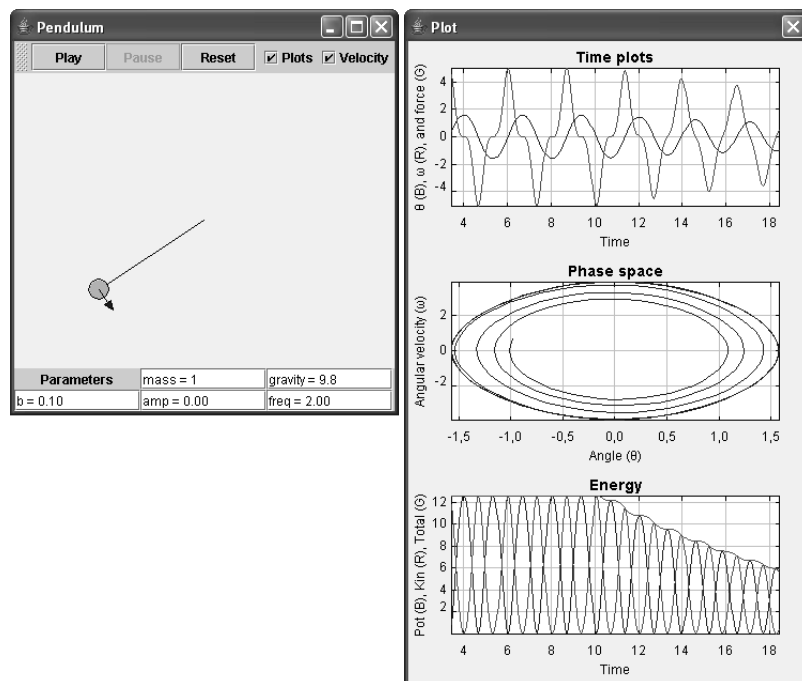 Pendulum
Play Pause Reset Plots Velocity
Parameters mass = 1 gravity = 9.8
b = 0.10 amp = 0.00 freq = 2.00
Plot
Time plots
θ (B), ω (R), and force (G)
4
2
0
-2
-4
4 6 8 10 12 14 16 18
Time
Phase space
Angular velocity (ω)
2
0
-2
-1,5 -1,0 -0,5 0,0 0,5 1,0 1,5
Angle (θ)
Energy
Pot (B), Kin (R), Total (G)
12
10
8
6
4
2
4 6 8 10 12 14 16 18
Time